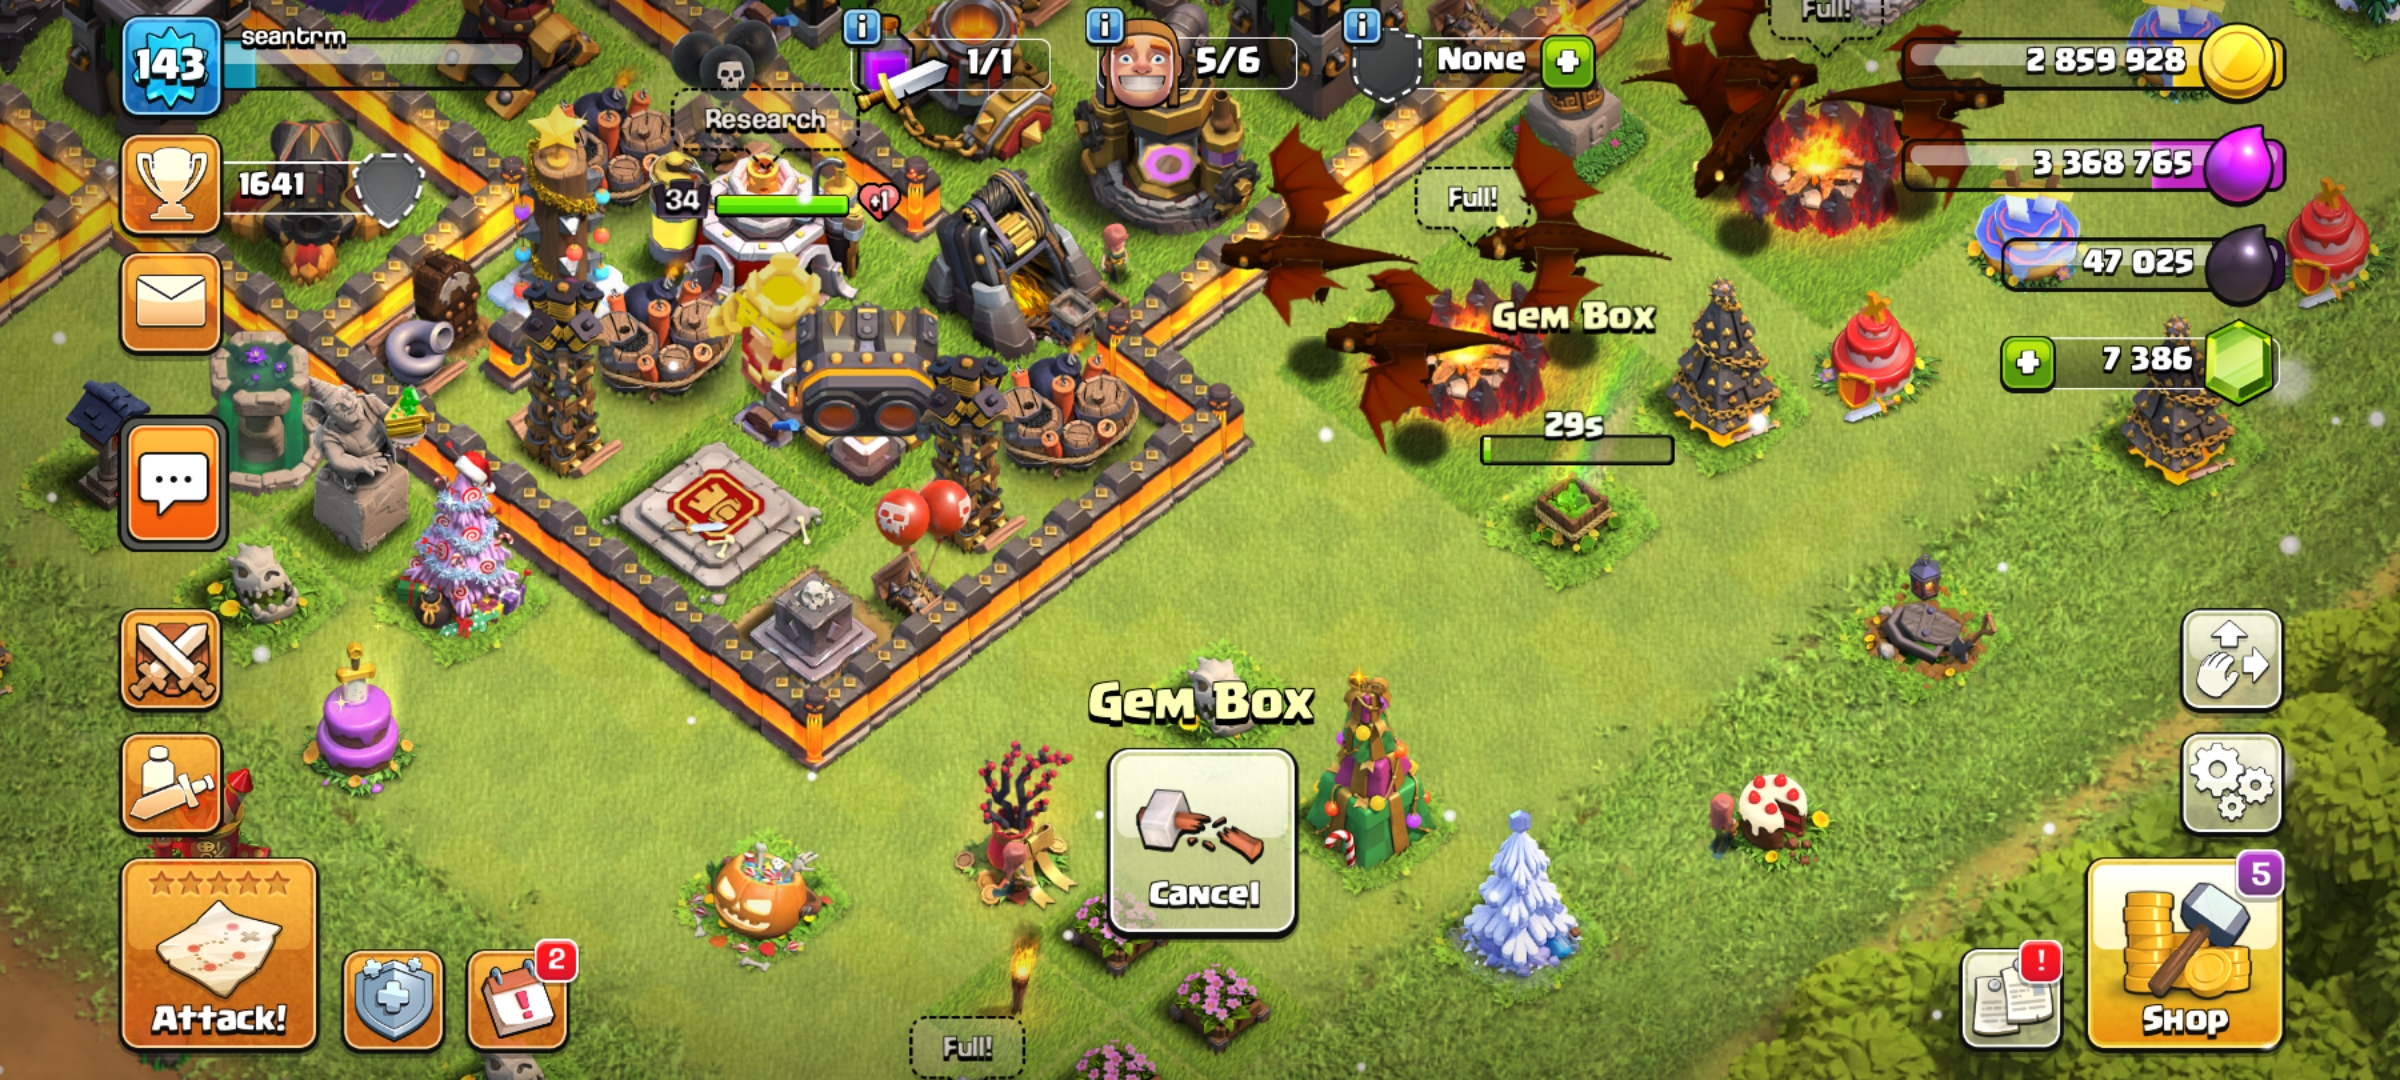 143
seantrm
1/1
5/6
None
Full!
2 859 928
Research
1641
34
+1
Full!
3 368 765
47 025
Gem Box
7 386
29s
Gem Box
Cancel
5
2
!
Attack!
Full!
Shop